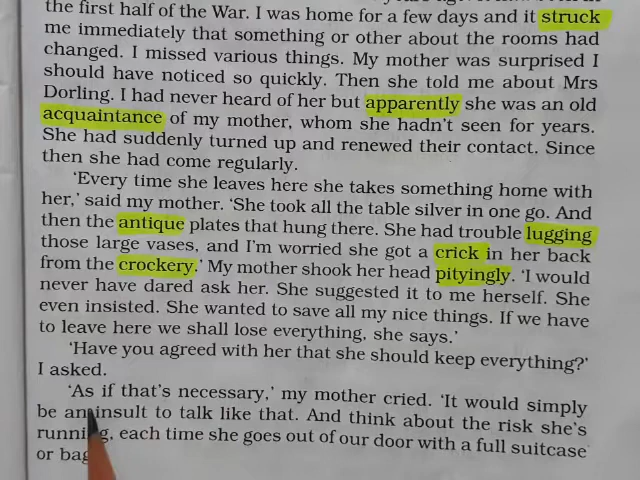 the first half of the War. I was home for a few days and it struck
me immediately that something or other about the rooms had
changed. I missed various things. My mother was surprised I
should have noticed so quickly. Then she told me about Mrs
Dorling. I had never heard of her but apparently she was an old
acquaintance of my mother, whom she hadn't seen for years.
She had suddenly turned up and renewed their contact. Since
then she had come regularly.
'Every time she leaves here she takes something home with
her,' said my mother. 'She took all the table silver in one go. And
then the antique plates that hung there. She had trouble lugging
those large vases, and I'm worried she got a crick in her back
from the crockery.' My mother shook her head pityingly. 'I would
never have dared ask her. She suggested it to me herself. She
even insisted. She wanted to save all my nice things. If we have
to leave here we shall lose everything, she says.'
'Have you agreed with her that she should keep everything?'
I asked.
'As if that's necessary,' my mother cried. 'It would simply
be an insult to talk like that. And think about the risk she's
running, each time she goes out of our door with a full suitcase
or bag